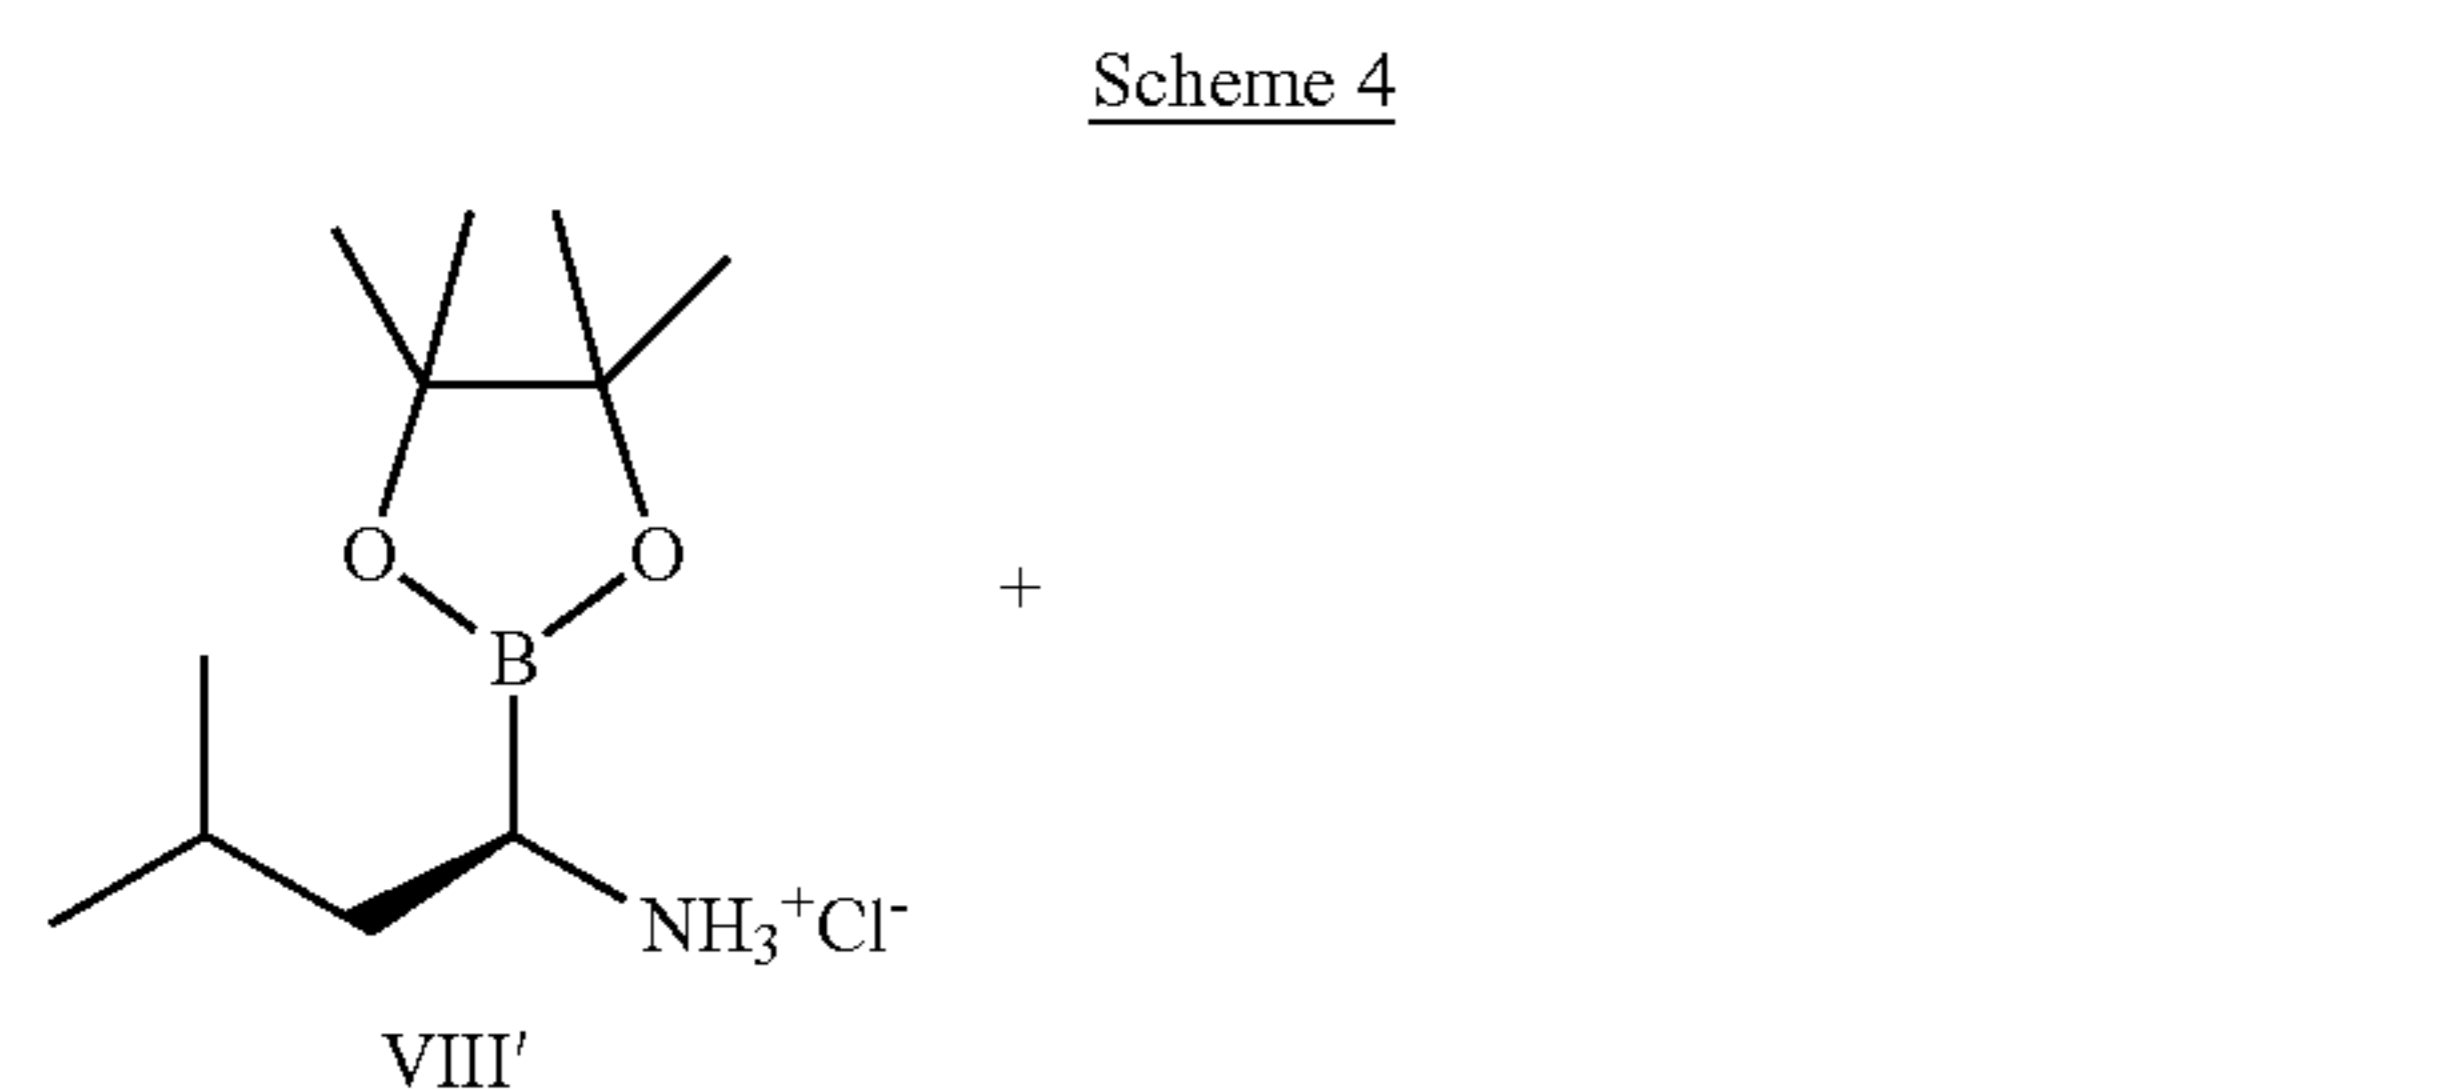 Scheme 4
O O
+
B
NH₃⁺Cl⁻
VIII′